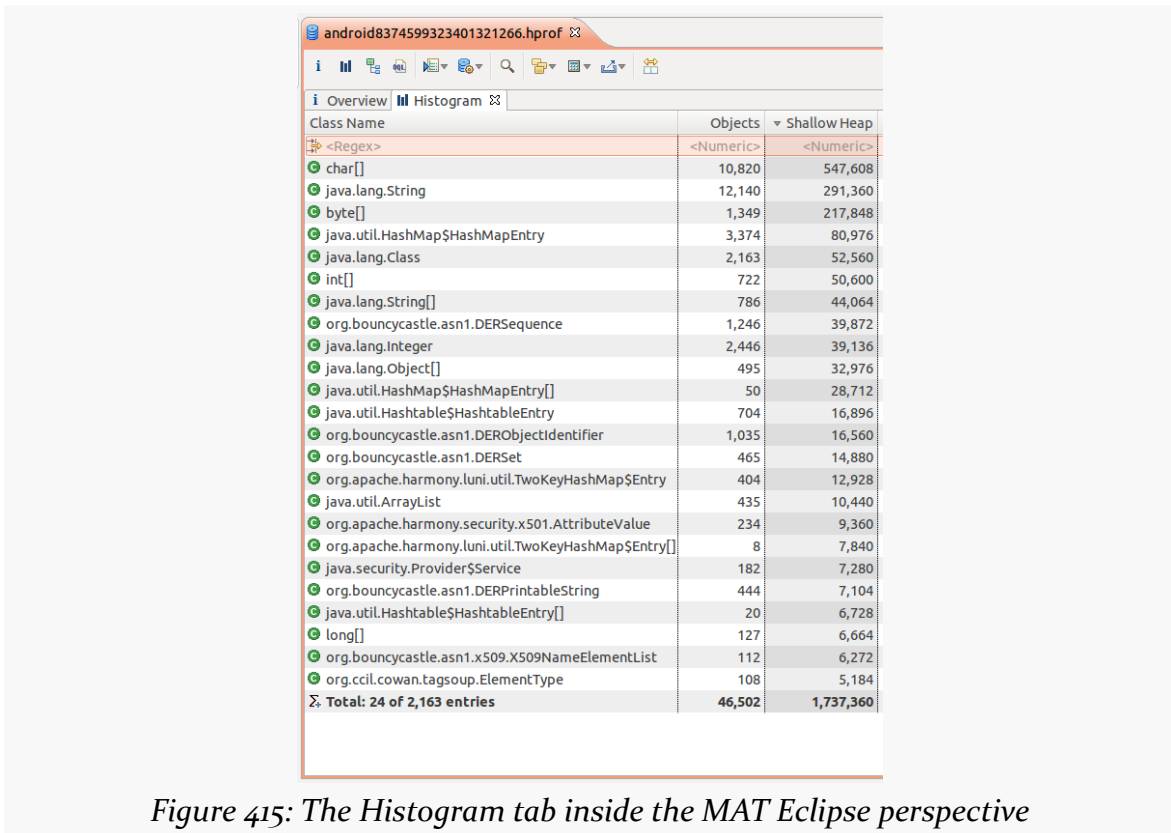 android8374599323401321266.hprof
i Overview Histogram
Class Name Objects Shallow Heap
<Regex> <Numeric> <Numeric>
char[] 10,820 547,608
java.lang.String 12,140 291,360
byte[] 1,349 217,848
java.util.HashMap$HashMapEntry 3,374 80,976
java.lang.Class 2,163 52,560
int[] 722 50,600
java.lang.String[] 786 44,064
org.bouncycastle.asn1.DERSequence 1,246 39,872
java.lang.Integer 2,446 39,136
java.lang.Object[] 495 32,976
java.util.HashMap$HashMapEntry[] 50 28,712
java.util.Hashtable$HashtableEntry 704 16,896
org.bouncycastle.asn1.DERObjectIdentifier 1,035 16,560
org.bouncycastle.asn1.DERSet 465 14,880
org.apache.harmony.luni.util.TwoKeyHashMap$Entry 404 12,928
java.util.ArrayList 435 10,440
org.apache.harmony.security.x501.AttributeValue 234 9,360
org.apache.harmony.luni.util.TwoKeyHashMap$Entry[] 8 7,840
java.security.Provider$Service 182 7,280
org.bouncycastle.asn1.DERPrintableString 444 7,104
java.util.Hashtable$HashtableEntry[] 20 6,728
long[] 127 6,664
org.bouncycastle.asn1.x509.X509NameElementList 112 6,272
org.ccil.cowan.tagsoup.ElementType 108 5,184
Σ+ Total: 24 of 2,163 entries 46,502 1,737,360
Figure 415: The Histogram tab inside the MAT Eclipse perspective